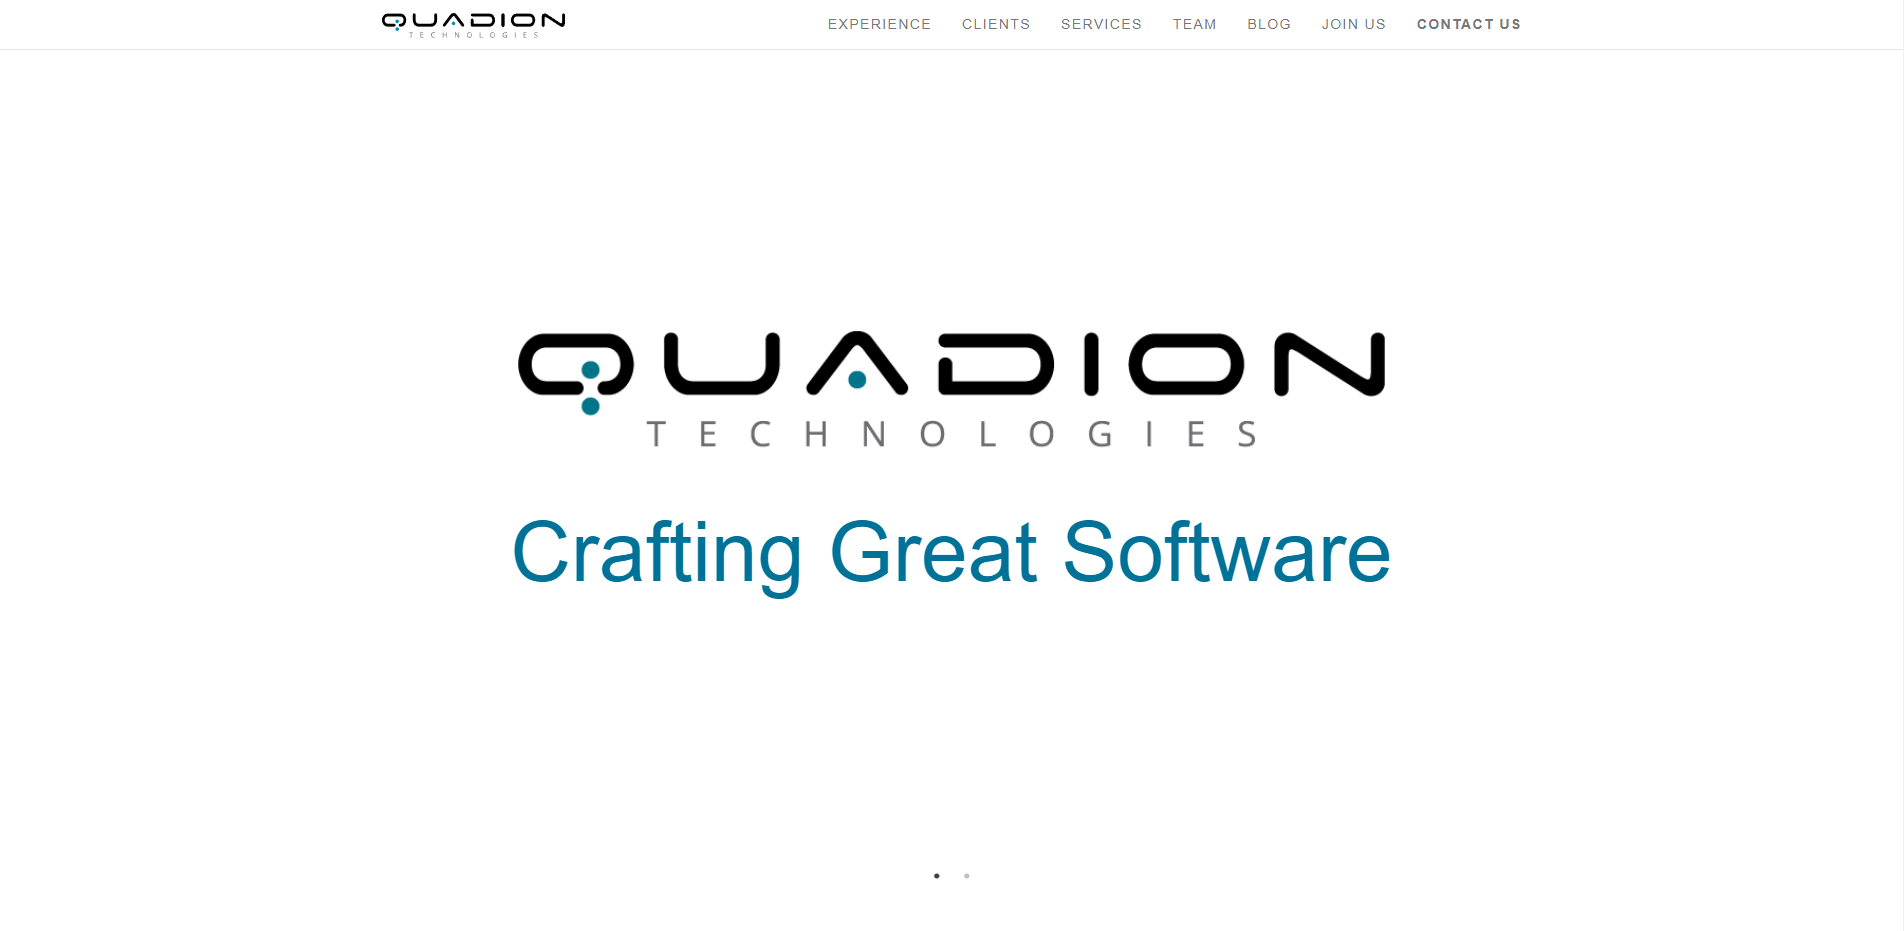 QUADION
TECHNOLOGIES
EXPERIENCE CLIENTS SERVICES TEAM BLOG JOIN US CONTACT US
QUADION
TECHNOLOGIES
Crafting Great Software